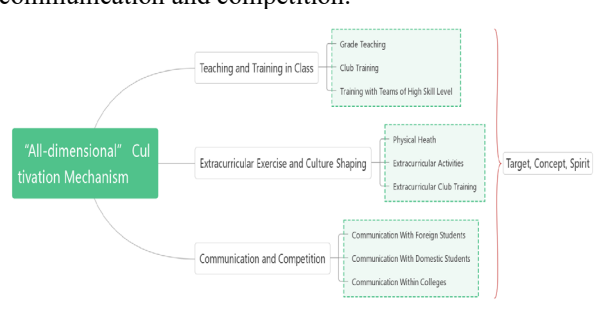 communication and competition.
Grade Teaching
Teaching and Training in Class
Club Training
Training with Teams of High Skill Level
Physical Heath
“All-dimensional” Cul
tivation Mechanism
Extracurricular Exercise and Culture Shaping
Extracurricular Activities
Target, Concept, Spirit
Extracurricular Club Training
Communication With Foreign Students
Communication and Competition
Communication With Domestic Students
Communication Within Colleges